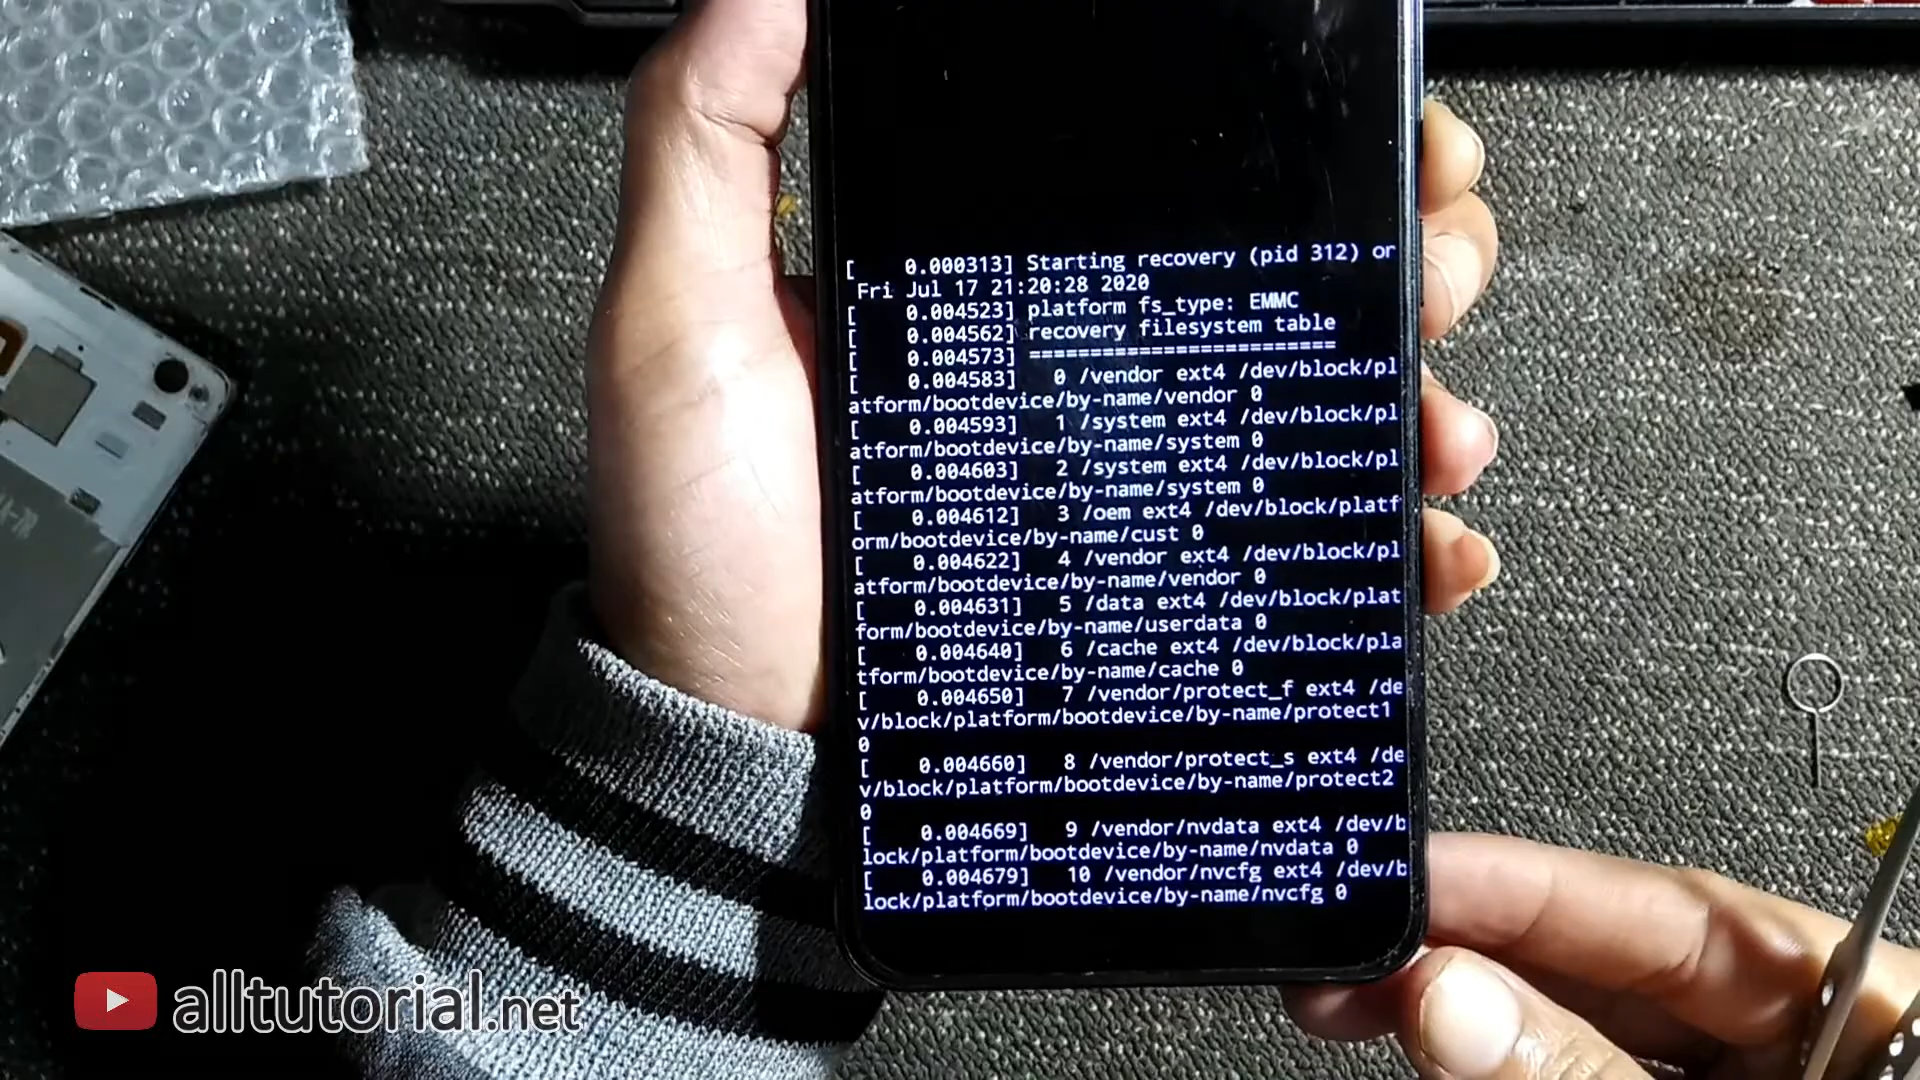 [    0.000313] Starting recovery (pid 312) or
Fri Jul 17 21:20:28 2020
[    0.004523] platform fs_type: EMMC
[    0.004562] recovery filesystem table
[    0.004573] =========================
[    0.004583]   0 /vendor ext4 /dev/block/pl
atform/bootdevice/by-name/vendor 0
[    0.004593]   1 /system ext4 /dev/block/pl
atform/bootdevice/by-name/system 0
[    0.004603]   2 /system ext4 /dev/block/pl
atform/bootdevice/by-name/system 0
[    0.004612]   3 /oem ext4 /dev/block/platf
orm/bootdevice/by-name/cust 0
[    0.004622]   4 /vendor ext4 /dev/block/pl
atform/bootdevice/by-name/vendor 0
[    0.004631]   5 /data ext4 /dev/block/plat
form/bootdevice/by-name/userdata 0
[    0.004640]   6 /cache ext4 /dev/block/pla
tform/bootdevice/by-name/cache 0
[    0.004650]   7 /vendor/protect_f ext4 /de
v/block/platform/bootdevice/by-name/protect1
0
[    0.004660]   8 /vendor/protect_s ext4 /de
v/block/platform/bootdevice/by-name/protect2
0
[    0.004669]   9 /vendor/nvdata ext4 /dev/b
lock/platform/bootdevice/by-name/nvdata 0
[    0.004679]   10 /vendor/nvcfg ext4 /dev/b
lock/platform/bootdevice/by-name/nvcfg 0
alltutorial.net